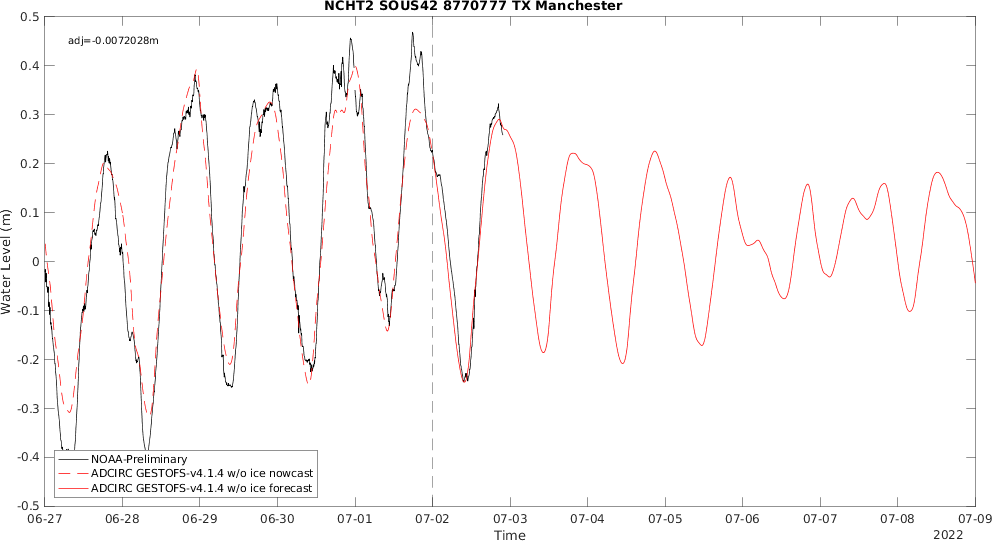 NCHT2 SOUS42 8770777 TX Manchester
adj=-0.0072028m
0.5
0.4
0.3
0.2
0.1
0
-0.1
-0.2
-0.3
-0.4
-0.5
Water Level (m)
NOAA-Preliminary
ADCIRC GESTOFS-v4.1.4 w/o ice nowcast
ADCIRC GESTOFS-v4.1.4 w/o ice forecast
06-27 06-28 06-29 06-30 07-01 07-02 07-03 07-04 07-05 07-06 07-07 07-08 07-09
Time
2022